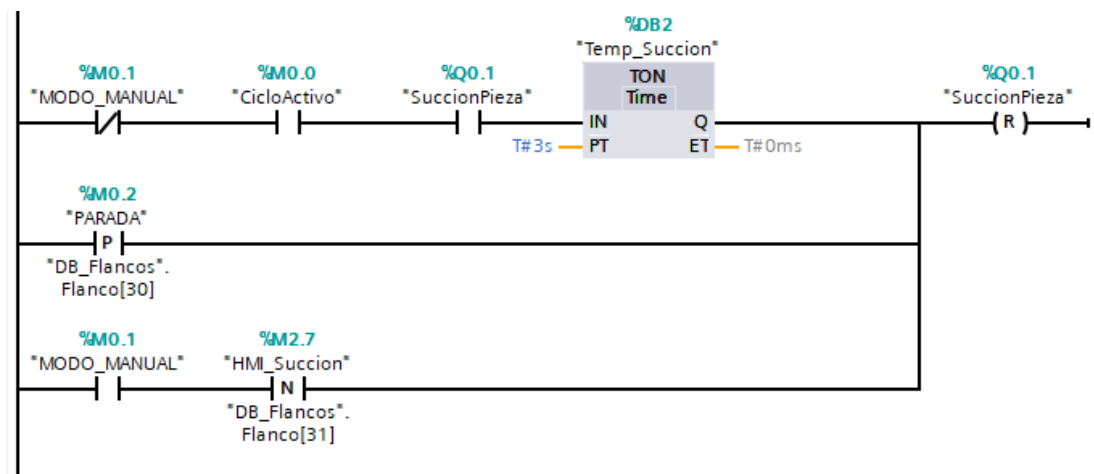 %DB2
"Temp_Succion"
%M0.1
"MODO_MANUAL"
%M0.0
"CicloActivo"
%Q0.1
"SuccionPieza"
TON
Time
%Q0.1
"SuccionPieza"
IN
Q
R
T#3s
PT
ET
T#0ms
%M0.2
"PARADA"
P
"DB_Flancos".
Flanco[30]
%M0.1
"MODO_MANUAL"
%M2.7
"HMI_Succion"
N
"DB_Flancos".
Flanco[31]